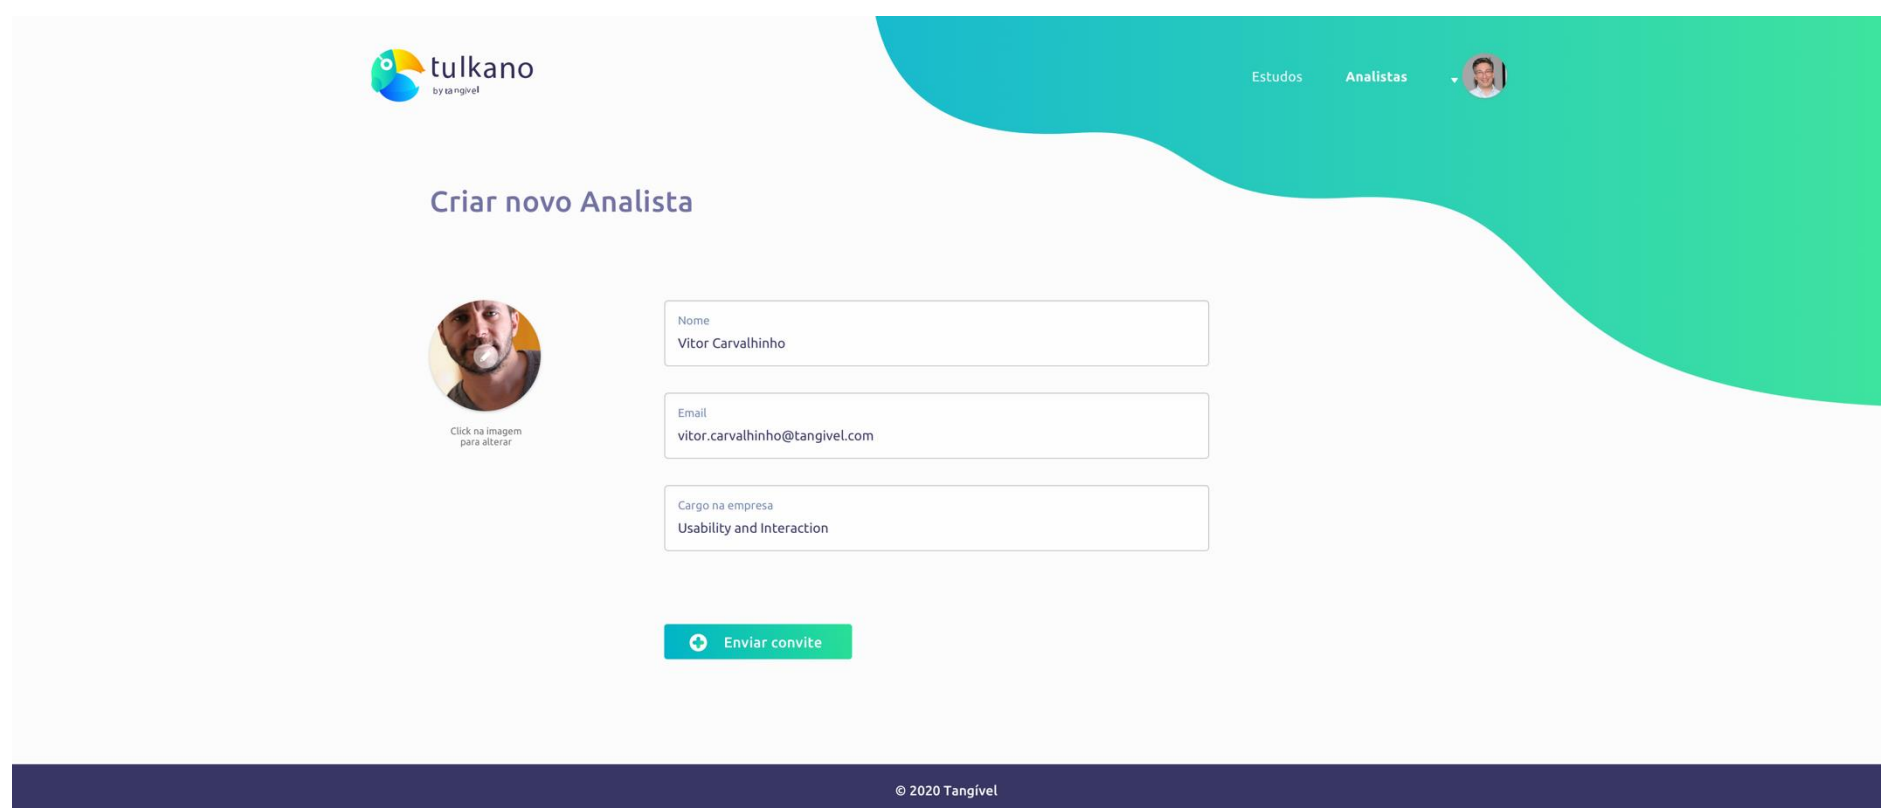 tulkano
by tangivel
Estudos
Analistas
Criar novo Analista
Click na imagem
para alterar
Nome
Vitor Carvalhinho
Email
vitor.carvalhinho@tangivel.com
Cargo na empresa
Usability and Interaction
Enviar convite
© 2020 Tangível